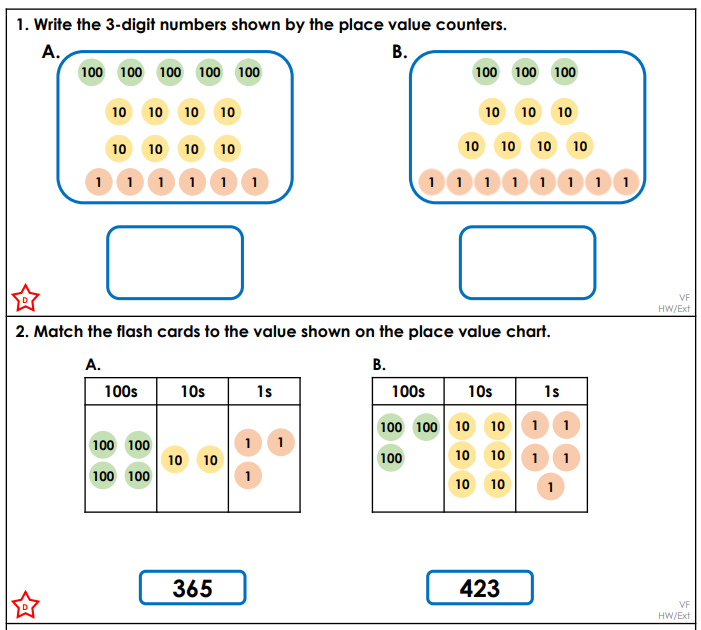 1. Write the 3-digit numbers shown by the place value counters.
A.
100 100 100 100 100
10 10 10 10
10 10 10 10
1 1 1 1 1 1
B.
100 100 100
10 10 10
10 10 10 10
1 1 1 1 1 1 1 1
D
VF
HW/Ext
2. Match the flash cards to the value shown on the place value chart.
A.
100s 10s 1s
100 100 10 10 1 1
100 100 1
B.
100s 10s 1s
100 100 10 10 1 1
100 10 10 1 1
10 10 1
365 423
D
VF
HW/Ext